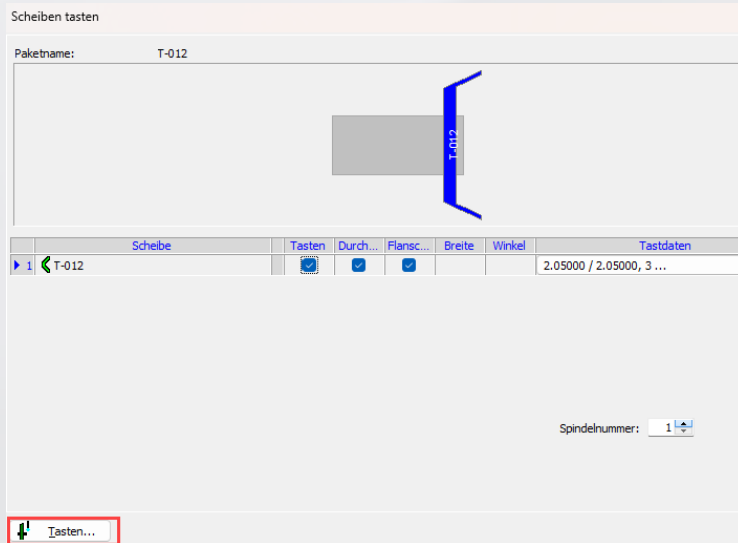 Scheiben tasten
Paketname: T-012
T-012
Scheibe Tasten Durch... Flansc... Breite Winkel Tastdaten
1 T-012 2.05000 / 2.05000, 3 ...
Spindelnummer: 1
Tasten...